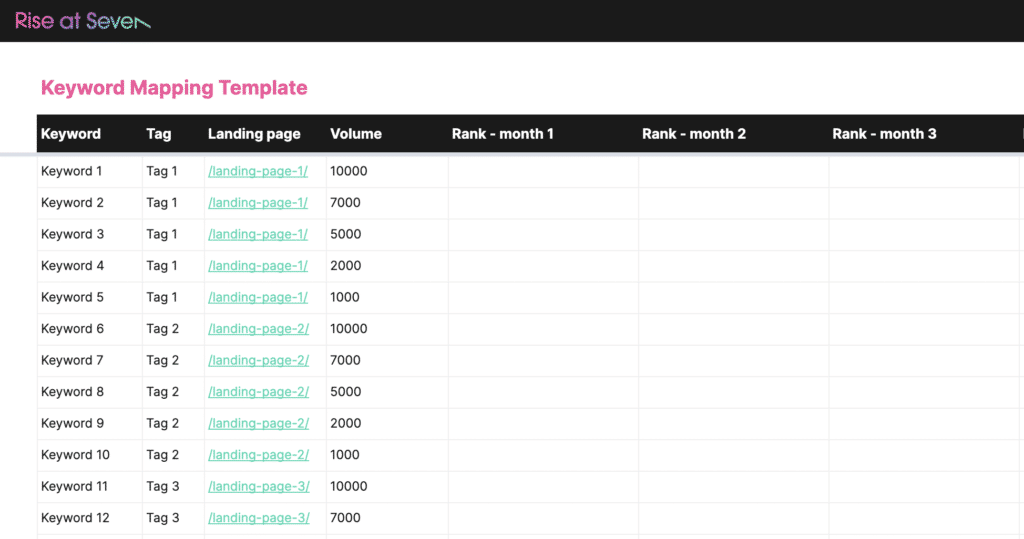 Rise at Seven
Keyword Mapping Template
Keyword Tag Landing page Volume Rank - month 1 Rank - month 2 Rank - month 3
Keyword 1 Tag 1 /landing-page-1/ 10000
Keyword 2 Tag 1 /landing-page-1/ 7000
Keyword 3 Tag 1 /landing-page-1/ 5000
Keyword 4 Tag 1 /landing-page-1/ 2000
Keyword 5 Tag 1 /landing-page-1/ 1000
Keyword 6 Tag 2 /landing-page-2/ 10000
Keyword 7 Tag 2 /landing-page-2/ 7000
Keyword 8 Tag 2 /landing-page-2/ 5000
Keyword 9 Tag 2 /landing-page-2/ 2000
Keyword 10 Tag 2 /landing-page-2/ 1000
Keyword 11 Tag 3 /landing-page-3/ 10000
Keyword 12 Tag 3 /landing-page-3/ 7000